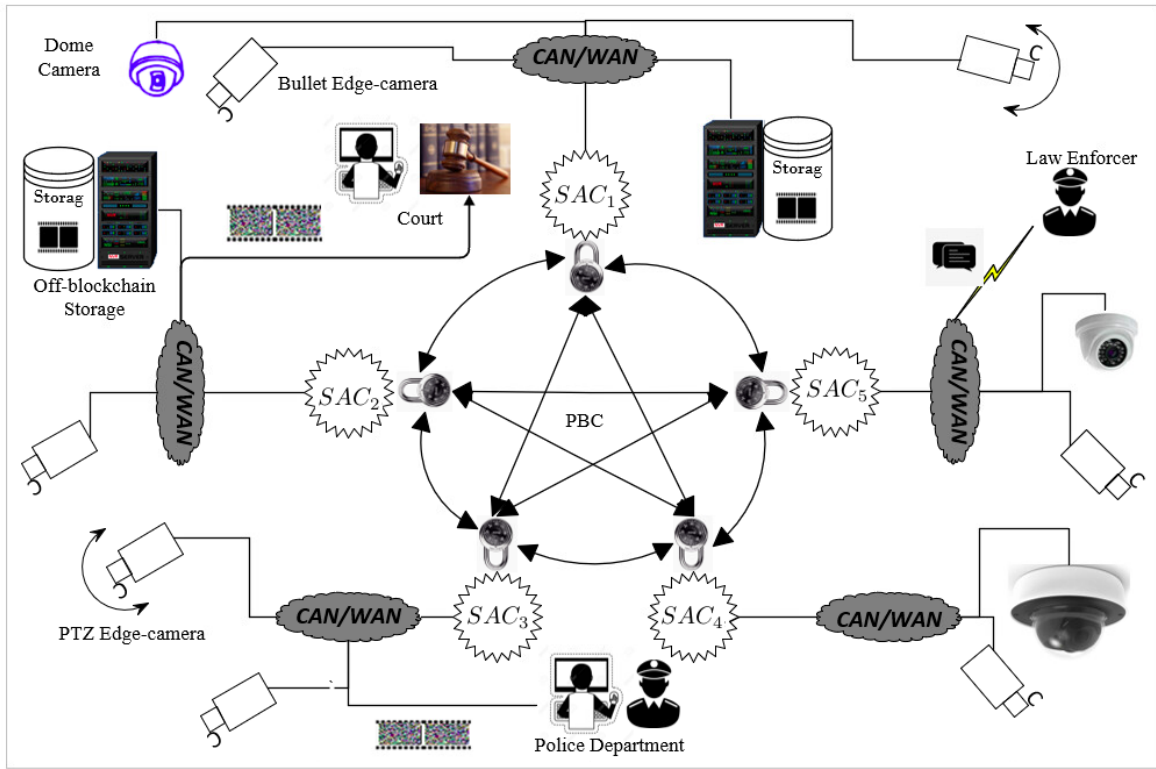 Dome
Camera
Bullet Edge-camera
CAN/WAN
Storag
Storag
Law Enforcer
Court
SAC₁
Off-blockchain
Storage
CAN/WAN
SAC₂
PBC
SAC₅
CAN/WAN
PTZ Edge-camera
CAN/WAN
SAC₃
SAC₄
CAN/WAN
Police Department